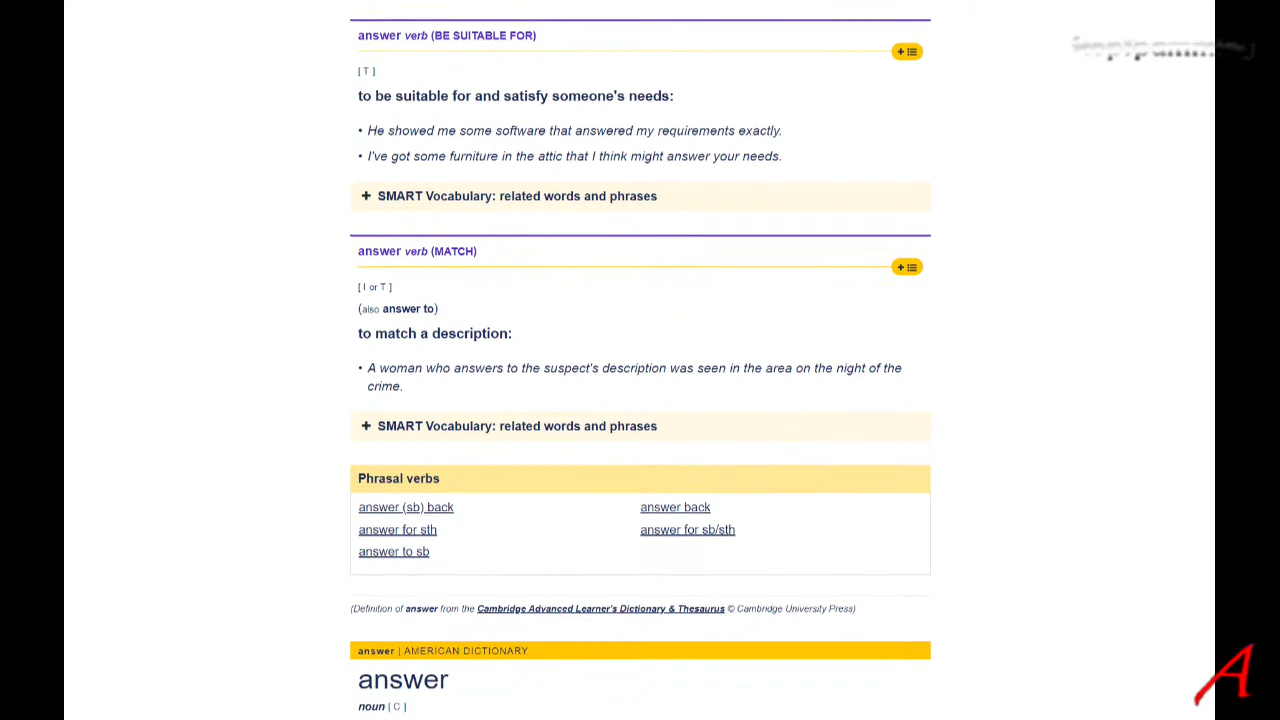 answer verb (BE SUITABLE FOR)
[ T ]
to be suitable for and satisfy someone's needs:
• He showed me some software that answered my requirements exactly.
• I've got some furniture in the attic that I think might answer your needs.
+ SMART Vocabulary: related words and phrases
answer verb (MATCH)
[ I or T ]
(also answer to)
to match a description:
• A woman who answers to the suspect's description was seen in the area on the night of the
crime.
+ SMART Vocabulary: related words and phrases
Phrasal verbs
answer (sb) back
answer back
answer for sth
answer for sb/sth
answer to sb
(Definition of answer from the Cambridge Advanced Learner's Dictionary & Thesaurus © Cambridge University Press)
answer | AMERICAN DICTIONARY
answer
noun [ C ]
A